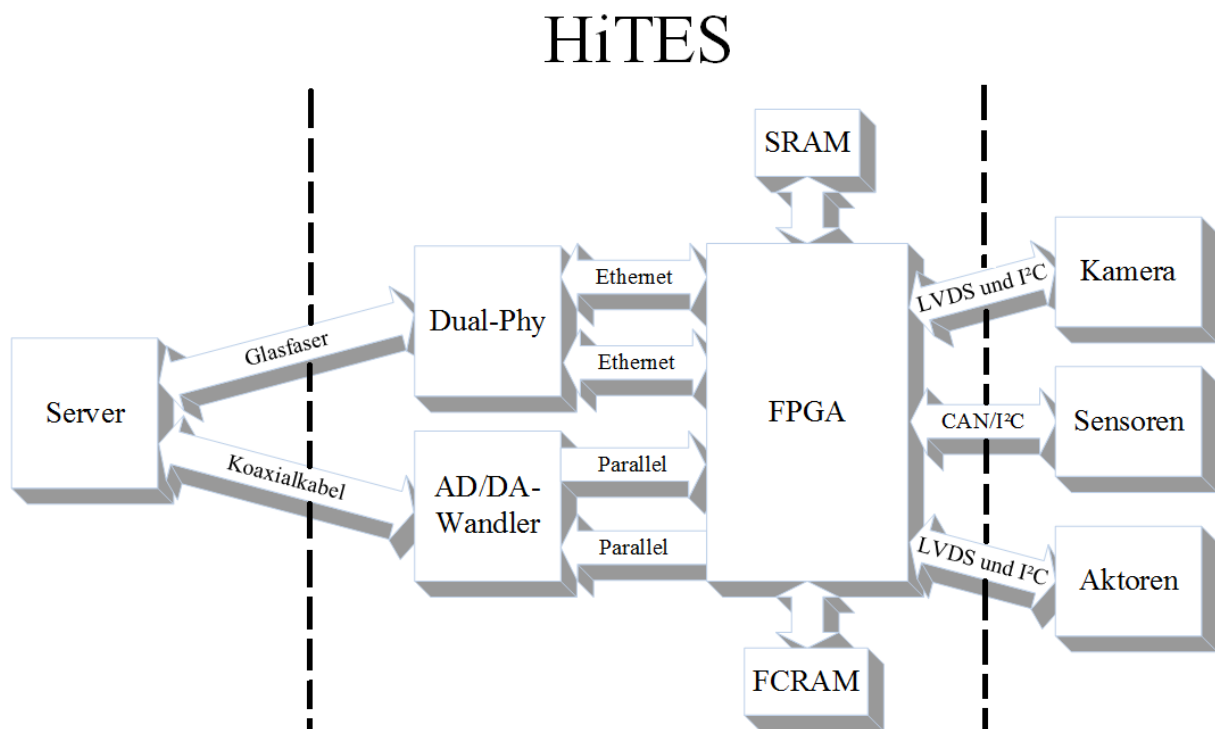 HiTES
SRAM
Kamera
LVDS und I²C
Ethernet
Dual-Phy
Glasfaser
Ethernet
Server
FPGA
CAN/I²C
Sensoren
Koaxialkabel
Parallel
AD/DA-
Wandler
Parallel
LVDS und I²C
Aktoren
FCRAM